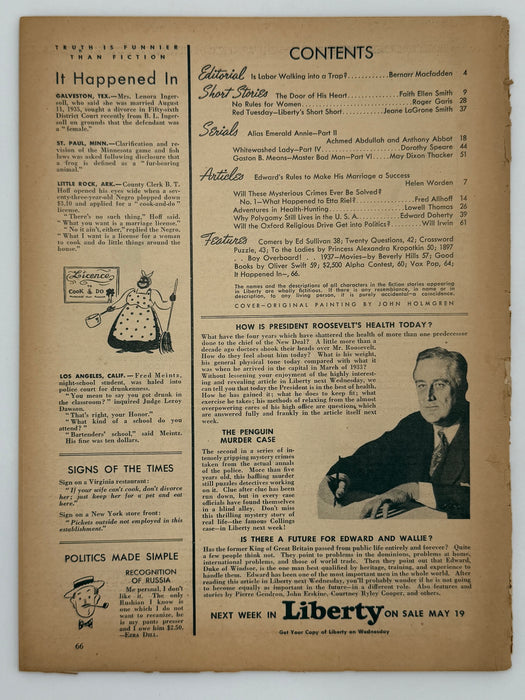 TRUTH IS FUNNIER
THAN FICTION
It Happened In
GALVESTON, TEX.—Mrs. Lenora Inger-
soll, who said she was married August
11, 1935, sought a divorce in Fifty-sixth
District Court recently from B. L. Inger-
soll on grounds that the defendant was
a "female."
ST. PAUL, MINN.—Clarification and re-
vision of the Minnesota game and fish
laws was asked following disclosure that
a frog is defined as a "fur-bearing
animal."
LITTLE ROCK, ARK.—County Clerk B. T.
Hoff opened his eyes wide when a sev-
enty-three-year-old Negro plopped down
$3.10 and applied for a "cook-and-do"
license.
"There's no such thing," Hoff said.
"What you want is a marriage license."
"No it ain't, either," replied the Negro.
"What I want is a license for a woman
to cook and do little things around the
house."
Licence
to
COOK & DO
LOS ANGELES, CALIF.—Fred Meintz,
night-school student, was haled into
police court for drunkenness.
"You mean to say you got drunk in
the classroom?" inquired Judge Leroy
Dawson.
"That's right, your Honor."
"What kind of a school do you
attend?"
"Bartenders' school," said Meintz.
His fine was ten dollars.
SIGNS OF THE TIMES
Sign on a Virginia restaurant:
"If your wife can't cook, don't divorce
her; just keep her for a pet and eat
here."
Sign on a New York store front:
"Pickets outside not employed in this
establishment."
POLITICS MADE SIMPLE
RECOGNITION
OF RUSSIA
Me personal, I don't
like it. The only
Rushian I know is
one which I do not
want to reconize, he
is my pants presser
and I owe him $2.50.
—EZRA DILL.
66
CONTENTS
Editorial Is Labor Walking into a Trap? Bernarr Macfadden 4
Short Stories The Door of His Heart Faith Ellen Smith 9
No Rules for Women Roger Garis 28
Red Tuesday—Liberty's Short Short Jeane LoGrone Smith 37
Serials Alias Emerald Annie—Part II
Achmed Abdullah and Anthony Abbot 18
Whitewashed Lady—Part IV Dorothy Speare 44
Gaston B. Means—Master Bad Man—Part VI May Dixon Thacker 51
Articles Edward's Rules to Make His Marriage a Success
Helen Warden 7
Will These Mysterious Crimes Ever Be Solved?
No. 1—What Happened to Etta Riel? Fred Allhoff 14
Adventures in Health-Hunting Lowell Thomas 26
Why Polygamy Still Lives in the U. S. A. Edward Doherty 39
Will the Oxford Religious Drive Get into Politics? Will Irwin 61
Features Comers by Ed Sullivan 38; Twenty Questions, 42; Crossword
Puzzle, 43; To the Ladies by Princess Alexandra Kropotkin 50; 1897
. . . Boy Overboard! . . . 1937—Movies—by Beverly Hills 57; Good
Books by Oliver Swift 59; $2,500 Alpha Contest, 60; Vox Pop, 64;
It Happened In—, 66.
The names and the descriptions of all characters in the fiction stories appearing
in Liberty are wholly fictitious. If there is any resemblance, in name or in
description, to any living person, it is purely accidental—a coincidence.
COVER—ORIGINAL PAINTING BY JOHN HOLMGREN
HOW IS PRESIDENT ROOSEVELT'S HEALTH TODAY?
What have the four years which have shattered the health of more than one predecessor
done to the chief of the New Deal? A little more than a
decade ago doctors shook their heads over Mr. Roosevelt.
How do they feel about him today? What is his weight,
his general physical tone today compared with what it
was when he arrived in the capital in March of 1933?
Without lessening your enjoyment of the highly interest-
ing and revealing article in Liberty next Wednesday, we
can tell you that today the President is in the best of health.
How he has gained it; what he does to keep fit; what
exercise he takes; his methods of relaxing from the almost
overpowering cares of his high office are questions, which
are answered fully and frankly in the article itself next
week.
THE PENGUIN
MURDER CASE
The second in a series of in-
tensely gripping mystery crimes
taken from the actual annals
of the police. More than five
years old, this baffling murder
still puzzles detectives working
on it. Clue after clue has been
run down, but in every case
officials have found themselves
in a blind alley. Don't miss
this thrilling mystery story of
real life—the famous Collings
case—in Liberty next week!
IS THERE A FUTURE FOR EDWARD AND WALLIE?
Has the former King of Great Britain passed from public life entirely and forever? Quite
a few people think not. They point to problems in the dominions, problems at home,
international problems, and those of world trade. Then they point out that Edward,
Duke of Windsor, is the one man best qualified by heritage, training, and experience to
handle them. Edward has been one of the most important men in the whole world. After
reading this article in Liberty next Wednesday, you'll probably wonder if he is not going
to become equally as important in the future—in a different role. Also features and
stories by Pierre Gendron, John Erskine, Courtney Ryley Cooper, and others.
NEXT WEEK IN Liberty ON SALE MAY 19
Get Your Copy of Liberty on Wednesday